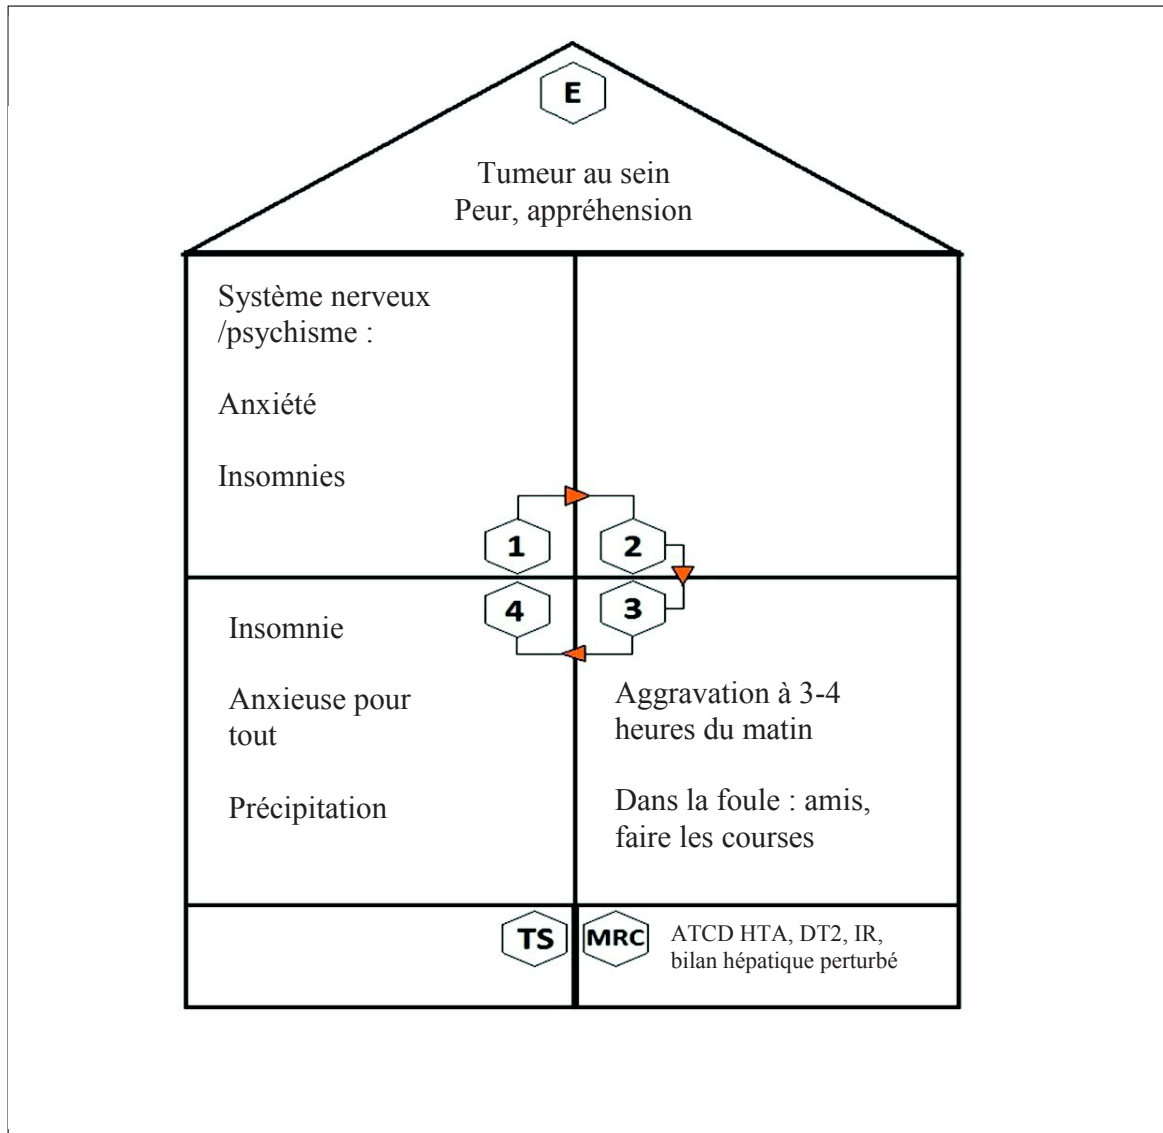 E
Tumeur au sein
Peur, appréhension
Système nerveux
/psychisme :
Anxiété
Insomnies
1
2
4
3
Insomnie
Anxieuse pour
tout
Précipitation
Aggravation à 3-4
heures du matin
Dans la foule : amis,
faire les courses
TS
MRC
ATCD HTA, DT2, IR,
bilan hépatique perturbé